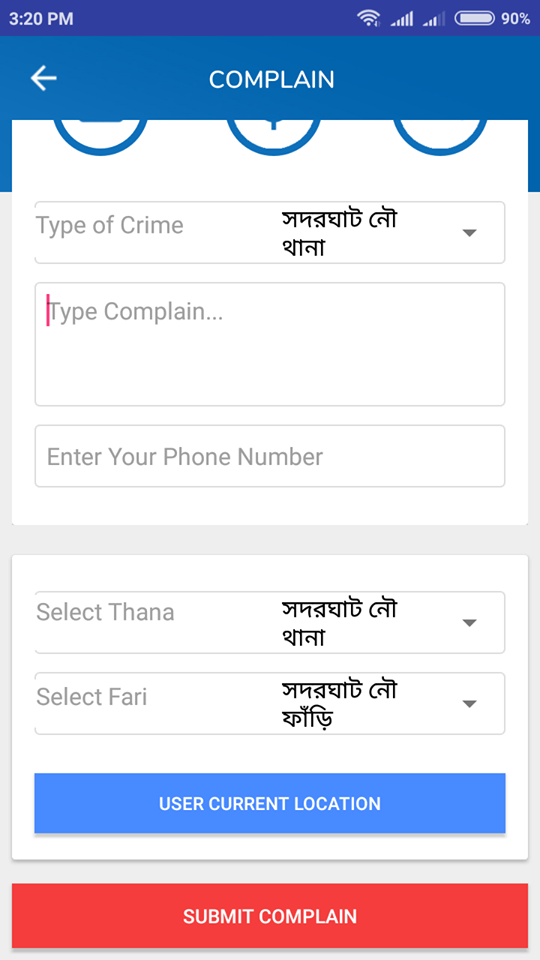 3:20 PM 90%
COMPLAIN
Type of Crime সদরঘাট নৌ
থানা
Type Complain...
Enter Your Phone Number
Select Thana সদরঘাট নৌ
থানা
Select Fari সদরঘাট নৌ
ফাঁড়ি
USER CURRENT LOCATION
SUBMIT COMPLAIN